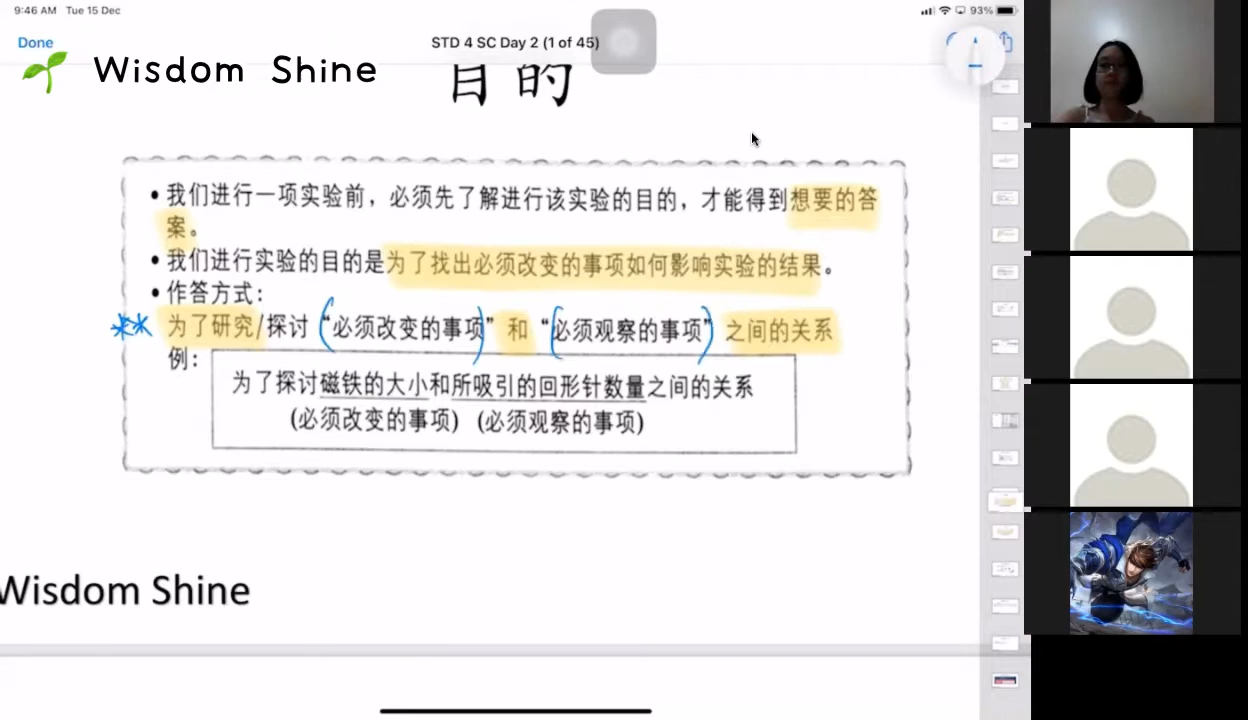 9:46 AM Tue 15 Dec
93%
Done
STD 4 SC Day 2 (1 of 45)
Wisdom Shine
目的
• 我们进行一项实验前，必须先了解进行该实验的目的，才能得到想要的答
案。
• 我们进行实验的目的是为了找出必须改变的事项如何影响实验的结果。
• 作答方式：
** 为了研究/探讨 (“必须改变的事项)” 和 “(必须观察的事项”) 之间的关系
例：
为了探讨磁铁的大小和所吸引的回形针数量之间的关系
(必须改变的事项) (必须观察的事项)
Wisdom Shine